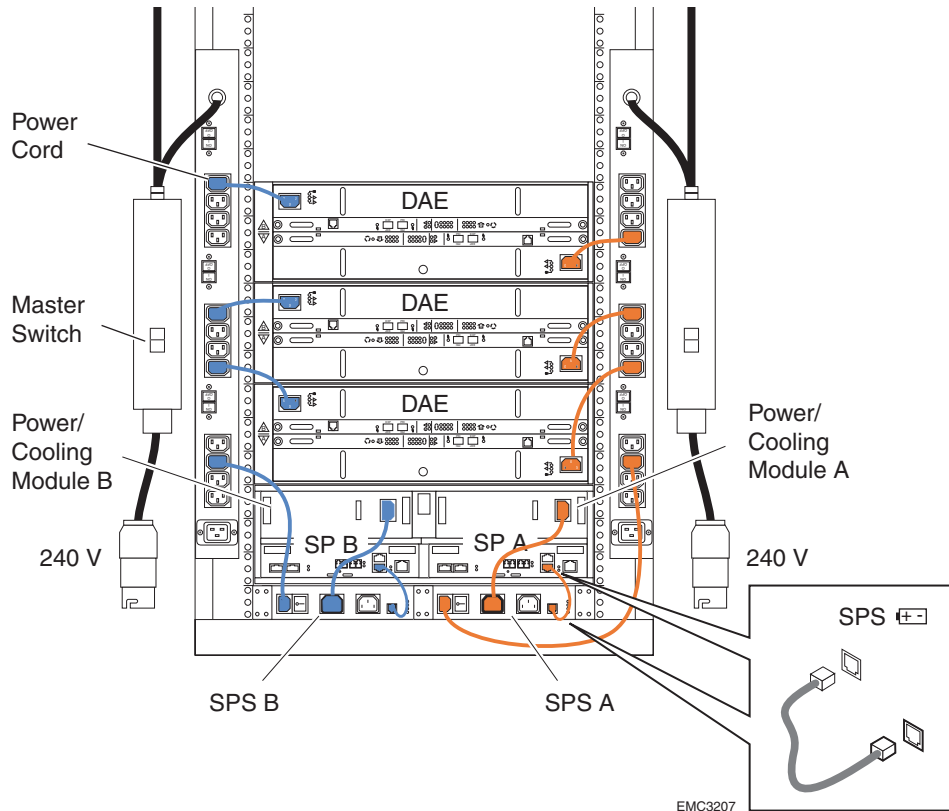 Power
Cord
DAE
Master
Switch
DAE
DAE
Power/
Cooling
Module B
Power/
Cooling
Module A
SP B
SP A
240 V
240 V
SPS
SPS B
SPS A
EMC3207